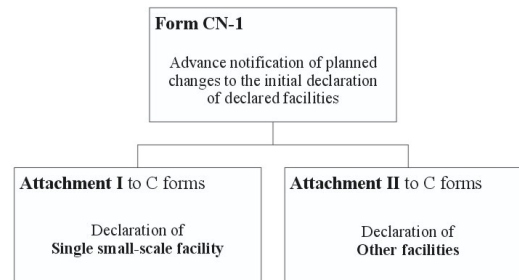 Form CN-1
Advance notification of planned
changes to the initial declaration
of declared facilities
Attachment I to C forms
Declaration of
Single small-scale facility
Attachment II to C forms
Declaration of
Other facilities